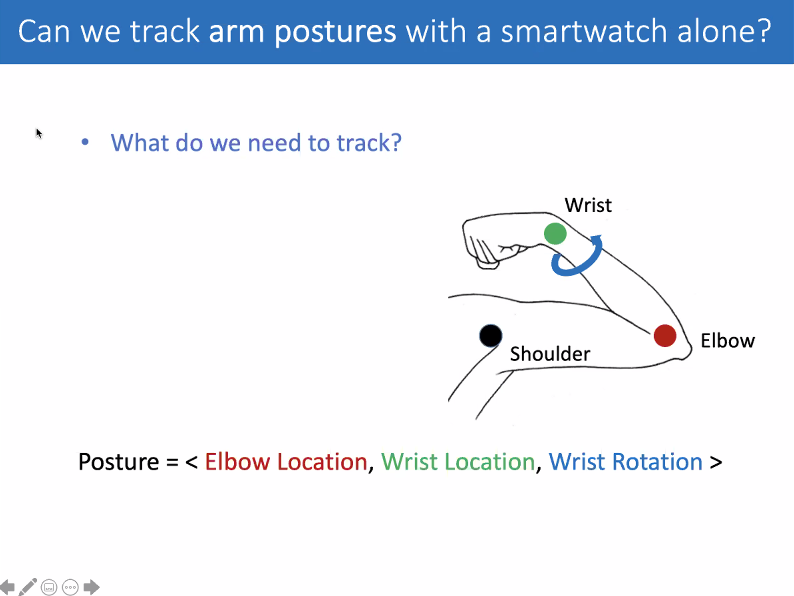 Can we track arm postures with a smartwatch alone?
• What do we need to track?
Wrist
Shoulder
Elbow
Posture = < Elbow Location, Wrist Location, Wrist Rotation >